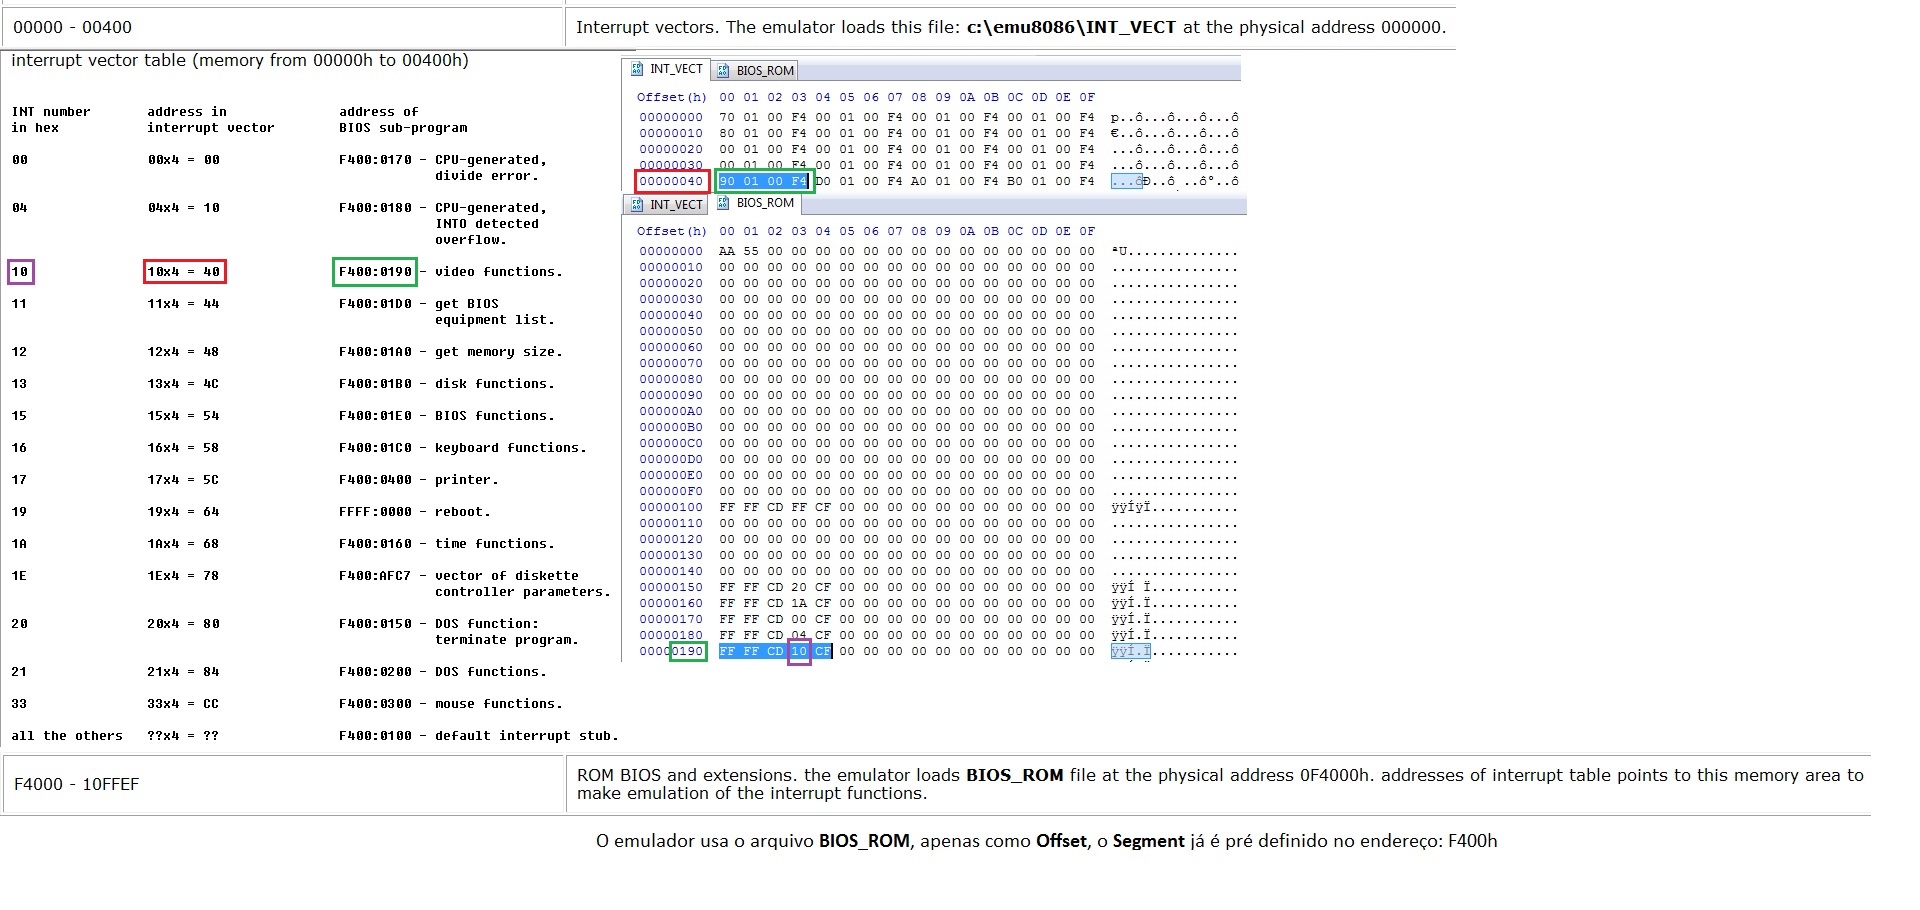 00000 - 00400
Interrupt vectors. The emulator loads this file: c:\emu8086\INT_VECT at the physical address 000000.
interrupt vector table (memory from 00000h to 00400h)
INT number address in address of
in hex interrupt vector BIOS sub-program
00 00x4 = 00 F400:0170 - CPU-generated,
divide error.
04 04x4 = 10 F400:0180 - CPU-generated,
INTO detected
overflow.
10 10x4 = 40 F400:0190 - video functions.
11 11x4 = 44 F400:01D0 - get BIOS
equipment list.
12 12x4 = 48 F400:01A0 - get memory size.
13 13x4 = 4C F400:01B0 - disk functions.
15 15x4 = 54 F400:01E0 - BIOS functions.
16 16x4 = 58 F400:01C0 - keyboard functions.
17 17x4 = 5C F400:0400 - printer.
19 19x4 = 64 FFFF:0000 - reboot.
1A 1Ax4 = 68 F400:0160 - time functions.
1E 1Ex4 = 78 F400:AFC7 - vector of diskette
controller parameters.
20 20x4 = 80 F400:0150 - DOS function:
terminate program.
21 21x4 = 84 F400:0200 - DOS functions.
33 33x4 = CC F400:0300 - mouse functions.
all the others ??x4 = ?? F400:0100 - default interrupt stub.
INT_VECT BIOS_ROM
Offset(h) 00 01 02 03 04 05 06 07 08 09 0A 0B 0C 0D 0E 0F
00000000 70 01 00 F4 00 01 00 F4 00 01 00 F4 00 01 00 F4 p..ô...ô...ô...ô
00000010 80 01 00 F4 00 01 00 F4 00 01 00 F4 00 01 00 F4 €..ô...ô...ô...ô
00000020 00 01 00 F4 00 01 00 F4 00 01 00 F4 00 01 00 F4 ...ô...ô...ô...ô
00000030 00 01 00 F4 00 01 00 F4 00 01 00 F4 00 01 00 F4 ...ô...ô...ô...ô
00000040 90 01 00 F4 D0 01 00 F4 A0 01 00 F4 B0 01 00 F4 ...ôÐ..ô ..ô°..ô
INT_VECT BIOS_ROM
Offset(h) 00 01 02 03 04 05 06 07 08 09 0A 0B 0C 0D 0E 0F
00000000 AA 55 00 00 00 00 00 00 00 00 00 00 00 00 00 00 ªU..............
00000010 00 00 00 00 00 00 00 00 00 00 00 00 00 00 00 00 ................
00000020 00 00 00 00 00 00 00 00 00 00 00 00 00 00 00 00 ................
00000030 00 00 00 00 00 00 00 00 00 00 00 00 00 00 00 00 ................
00000040 00 00 00 00 00 00 00 00 00 00 00 00 00 00 00 00 ................
00000050 00 00 00 00 00 00 00 00 00 00 00 00 00 00 00 00 ................
00000060 00 00 00 00 00 00 00 00 00 00 00 00 00 00 00 00 ................
00000070 00 00 00 00 00 00 00 00 00 00 00 00 00 00 00 00 ................
00000080 00 00 00 00 00 00 00 00 00 00 00 00 00 00 00 00 ................
00000090 00 00 00 00 00 00 00 00 00 00 00 00 00 00 00 00 ................
000000A0 00 00 00 00 00 00 00 00 00 00 00 00 00 00 00 00 ................
000000B0 00 00 00 00 00 00 00 00 00 00 00 00 00 00 00 00 ................
000000C0 00 00 00 00 00 00 00 00 00 00 00 00 00 00 00 00 ................
000000D0 00 00 00 00 00 00 00 00 00 00 00 00 00 00 00 00 ................
000000E0 00 00 00 00 00 00 00 00 00 00 00 00 00 00 00 00 ................
000000F0 00 00 00 00 00 00 00 00 00 00 00 00 00 00 00 00 ................
00000100 FF FF CD FF CF 00 00 00 00 00 00 00 00 00 00 00 ÿÿÍÿÏ...........
00000110 00 00 00 00 00 00 00 00 00 00 00 00 00 00 00 00 ................
00000120 00 00 00 00 00 00 00 00 00 00 00 00 00 00 00 00 ................
00000130 00 00 00 00 00 00 00 00 00 00 00 00 00 00 00 00 ................
00000140 00 00 00 00 00 00 00 00 00 00 00 00 00 00 00 00 ................
00000150 FF FF CD 20 CF 00 00 00 00 00 00 00 00 00 00 00 ÿÿÍ Ï...........
00000160 FF FF CD 1A CF 00 00 00 00 00 00 00 00 00 00 00 ÿÿÍ.Ï...........
00000170 FF FF CD 00 CF 00 00 00 00 00 00 00 00 00 00 00 ÿÿÍ.Ï...........
00000180 FF FF CD 04 CF 00 00 00 00 00 00 00 00 00 00 00 ÿÿÍ.Ï...........
00000190 FF FF CD 10 CF 00 00 00 00 00 00 00 00 00 00 00 ÿÿÍ.Ï...........
F4000 - 10FFEF
ROM BIOS and extensions. the emulator loads BIOS_ROM file at the physical address 0F4000h. addresses of interrupt table points to this memory area to
make emulation of the interrupt functions.
O emulador usa o arquivo BIOS_ROM, apenas como Offset, o Segment já é pré definido no endereço: F400h